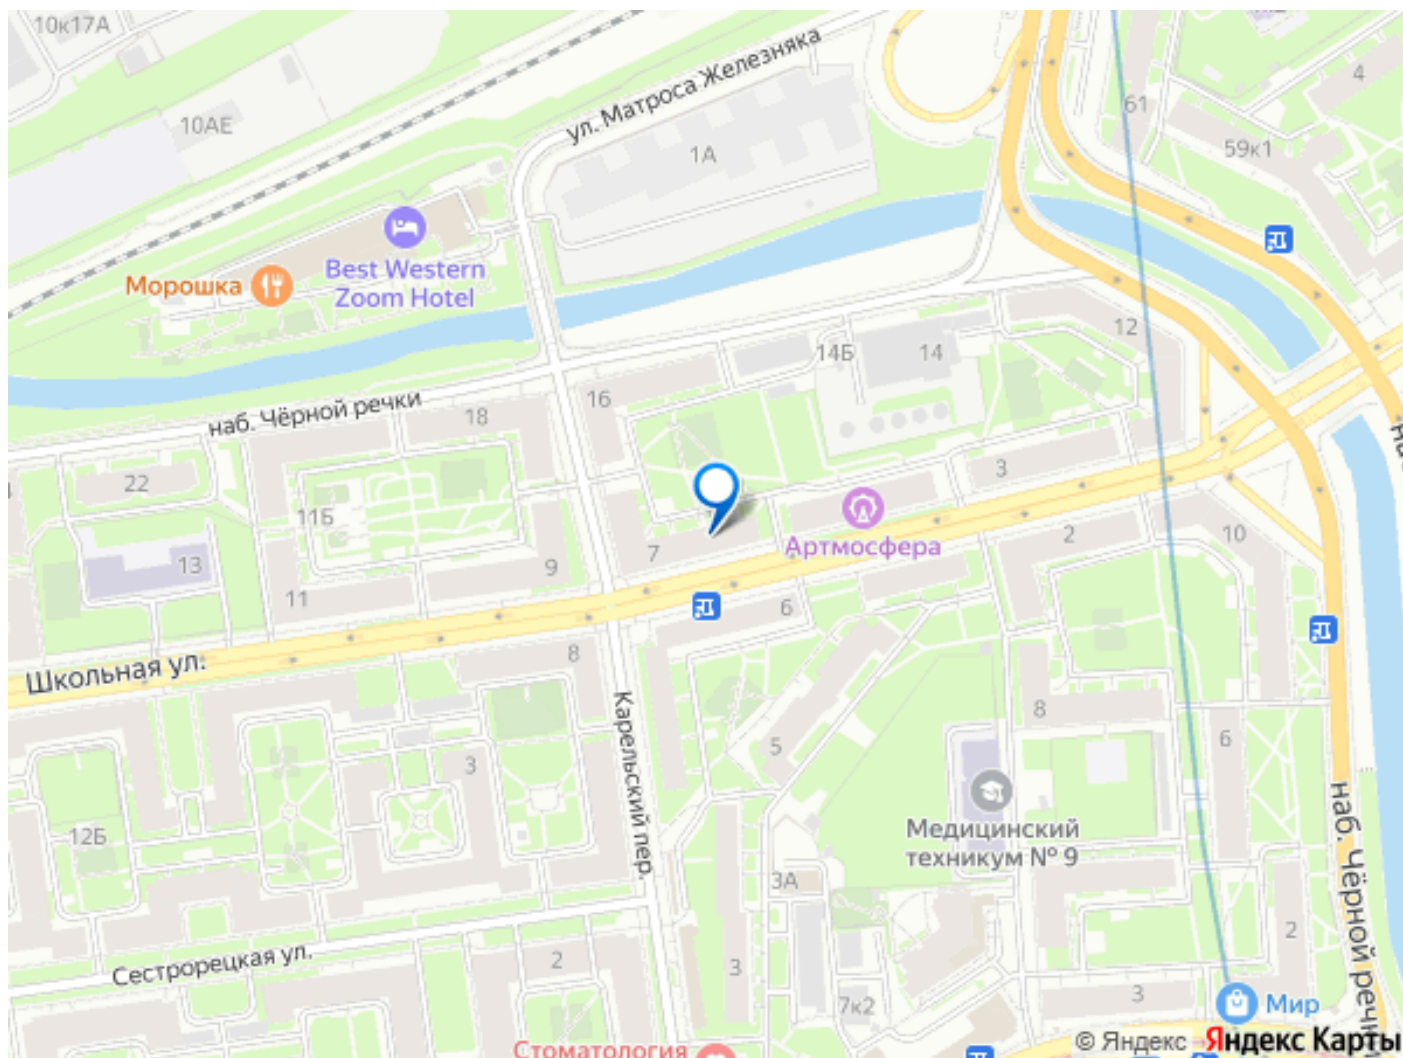 10к17А
4
ул. Матроса Железняка
61
10АЕ
1А
59к1
Best Western
Zoom Hotel
Морошка
12
14Б
14
наб. Чёрной речки
18
16
22
11Б
3
Артмосфера
10
2
13
7
9
11
6
8
Школьная ул.
Карельский пер.
8
6
5
3
12Б
Медицинский
техникум № 9
наб. Чёрной речки
3А
Сестрорецкая ул.
2
2
3
7к2
3
Мир
Стоматология
© Яндекс Яндекс Карты